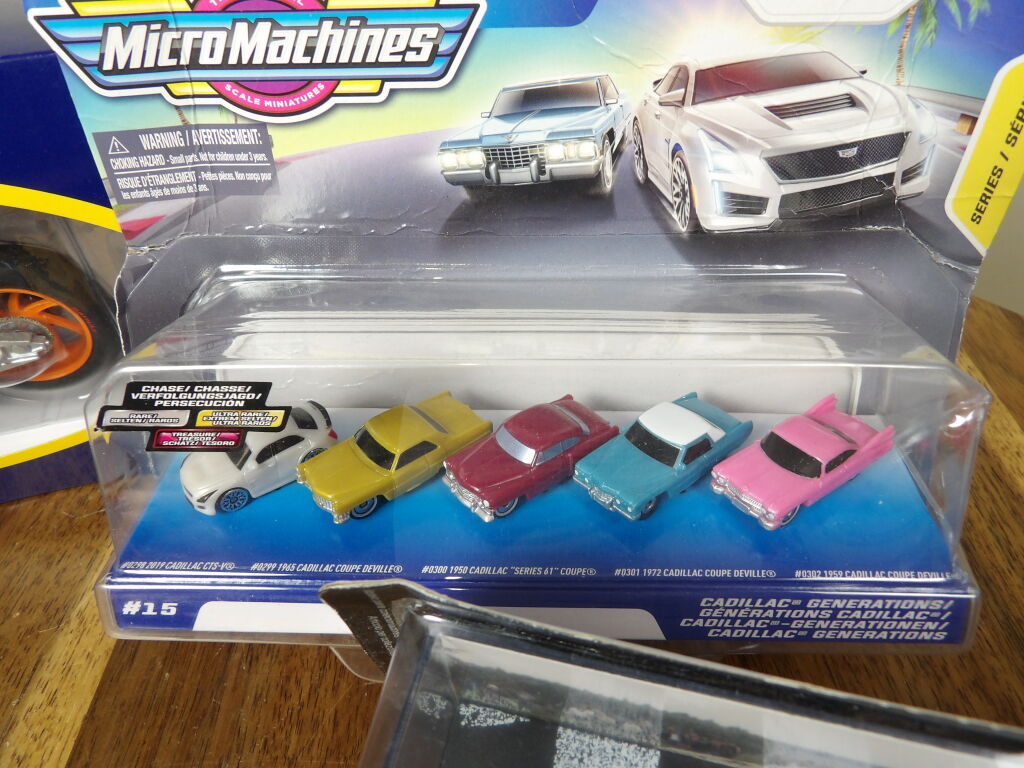 MicroMachines
SCALE MINIATURES
WARNING / AVERTISSEMENT:
CHOKING HAZARD - Small parts. Not for children under 3 years.
RISQUE D'ÉTRANGLEMENT - Petites pièces. Non conçu
pour les enfants âgés de moins de 3 ans.
SERIES / SÉR
CHASE/ CHASSE/
VERFOLGUNGSJAGD/
PERSECUCIÓN
RARE/
SELTEN/ RAROS
ULTRA RARE/
EXTREM SELTEN/
ULTRA RAROS
TREASURE/
TRÉSOR/
SCHATZ/ TESORO
#0298 2019 CADILLAC CTS-V®
#0299 1965 CADILLAC COUPE DEVILLE®
#0300 1950 CADILLAC "SERIES 61" COUPE®
#0301 1972 CADILLAC COUPE DEVILLE®
#0302 1959 CADILLAC COUPE DEVILLE
#15
CADILLAC® GENERATIONS/
GÉNÉRATIONS CADILLAC®/
CADILLAC® - GENERATIONEN/
CADILLAC® GENERATIONS